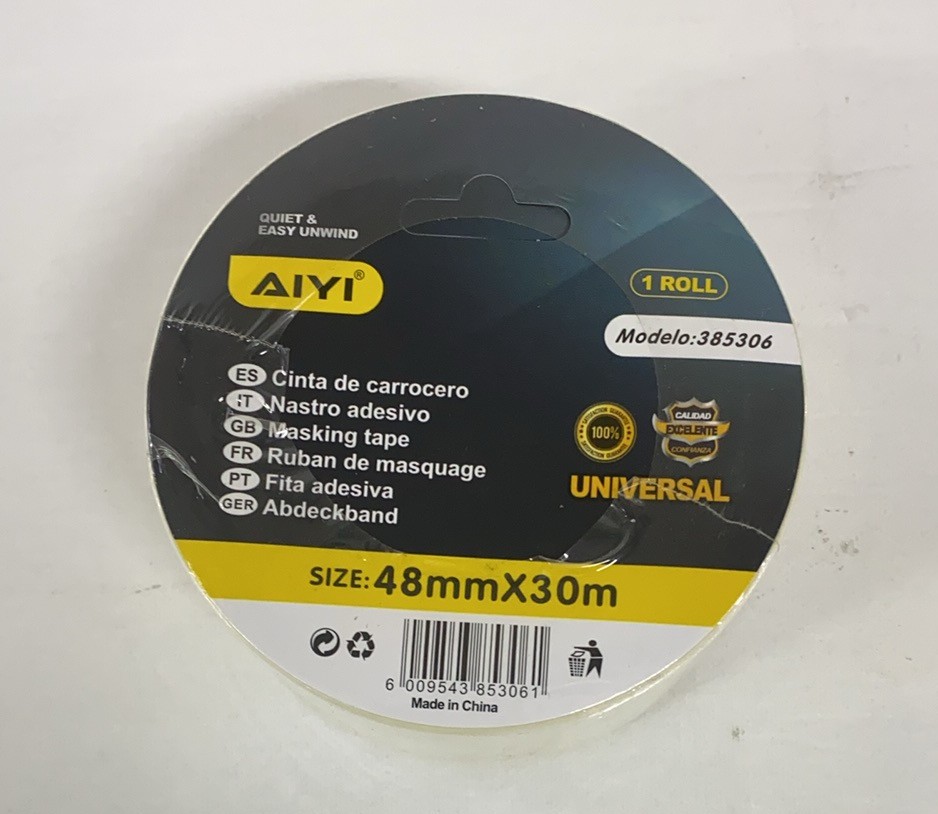 QUIET &
EASY UNWIND
AIYI®
1 ROLL
Modelo:385306
ES Cinta de carrocero
IT Nastro adesivo
GB Masking tape
FR Ruban de masquage
PT Fita adesiva
GER Abdeckband
SATISFACTION GUARANTEE
100%
CALIDAD
EXCELENTE
CONFIANZA
UNIVERSAL
SIZE:48mmX30m
6 009543 853061
Made in China